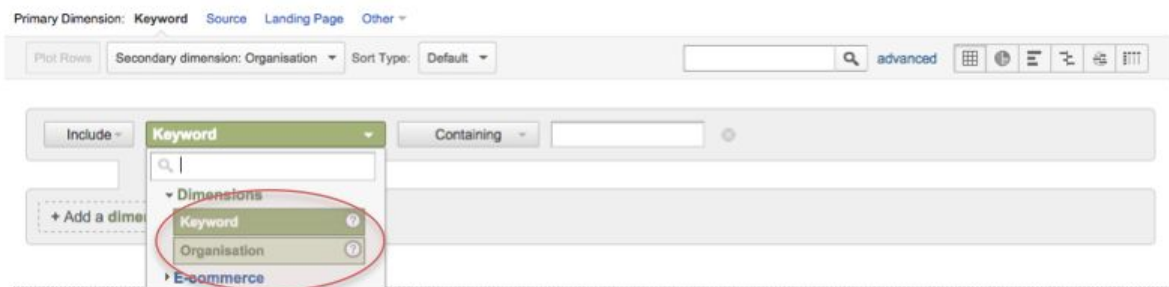 Primary Dimension: Keyword Source Landing Page Other
Plot Rows Secondary dimension: Organisation Sort Type: Default advanced
Include Keyword Containing
Dimensions
+ Add a dime Keyword
Organisation
E-commerce